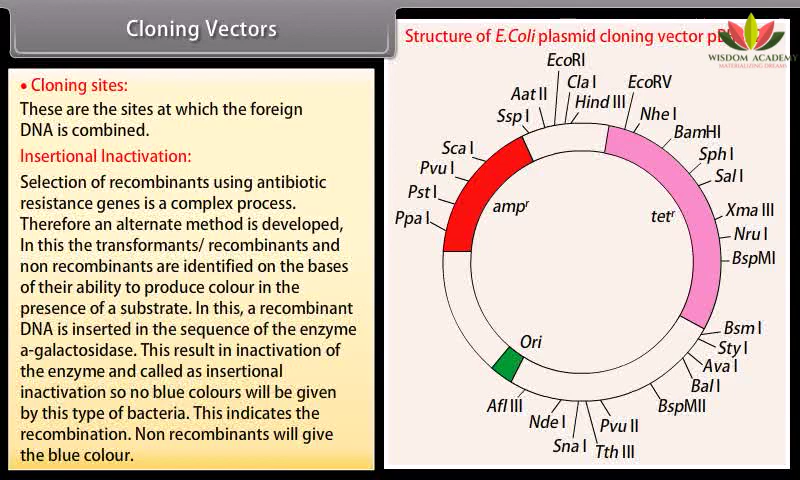 Cloning Vectors
• Cloning sites:
These are the sites at which the foreign
DNA is combined.
Insertional Inactivation:
Selection of recombinants using antibiotic
resistance genes is a complex process.
Therefore an alternate method is developed,
In this the transformants/ recombinants and
non recombinants are identified on the bases
of their ability to produce colour in the
presence of a substrate. In this, a recombinant
DNA is inserted in the sequence of the enzyme
a-galactosidase. This result in inactivation of
the enzyme and called as insertional
inactivation so no blue colours will be given
by this type of bacteria. This indicates the
recombination. Non recombinants will give
the blue colour.
Structure of E.Coli plasmid cloning vector
WISDOM ACADEMY
MATERIALIZING DREAMS
EcoRI
Cla I
Hind III
EcoRV
Aat II
Ssp I
Nhe I
BamHI
Sph I
Sal I
Sca I
Pvu I
Pst I
Ppa I
ampʳ
tetʳ
Xma III
Nru I
BspMI
Ori
Bsm I
Sty I
Ava I
Bal I
BspMII
Afl III
Nde I
Pvu II
Sna I
Tth III